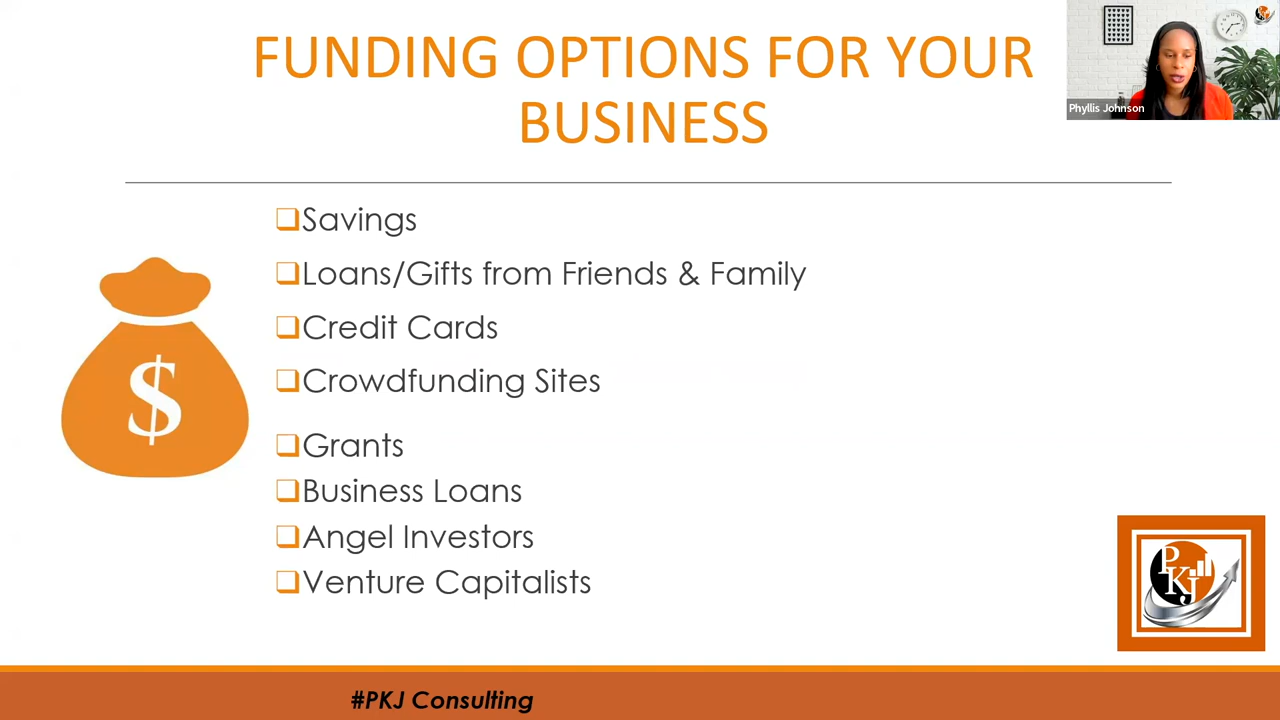 FUNDING OPTIONS FOR YOUR
BUSINESS
Phyllis Johnson
Savings
Loans/Gifts from Friends & Family
Credit Cards
Crowdfunding Sites
$
Grants
Business Loans
Angel Investors
Venture Capitalists
PKJ
#PKJ Consulting